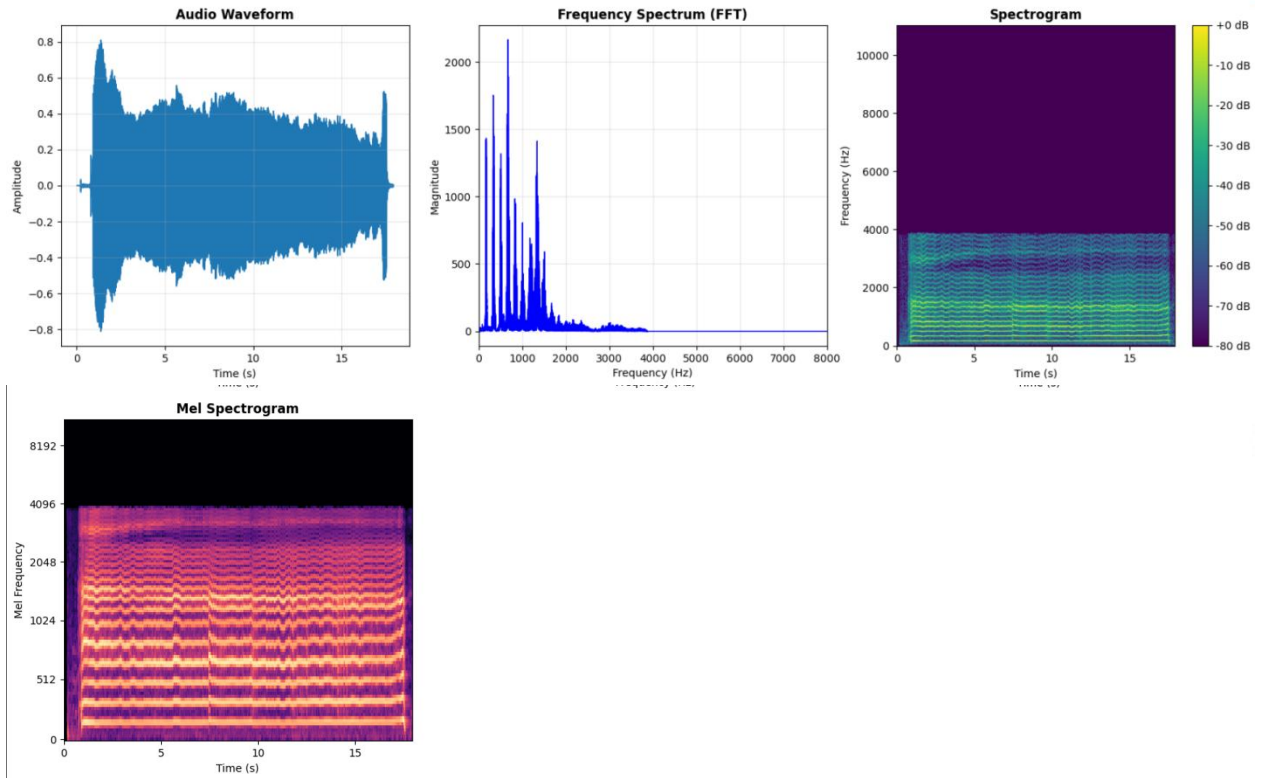 Audio Waveform
Amplitude
0.8
0.6
0.4
0.2
0.0
−0.2
−0.4
−0.6
−0.8
0 5 10 15
Time (s)
Frequency Spectrum (FFT)
Magnitude
2000
1500
1000
500
0
0 1000 2000 3000 4000 5000 6000 7000 8000
Frequency (Hz)
Spectrogram
Frequency (Hz)
10000
8000
6000
4000
2000
0
0 5 10 15
Time (s)
+0 dB
-10 dB
-20 dB
-30 dB
-40 dB
-50 dB
-60 dB
-70 dB
-80 dB
Mel Spectrogram
Mel Frequency
8192
4096
2048
1024
512
0
0 5 10 15
Time (s)